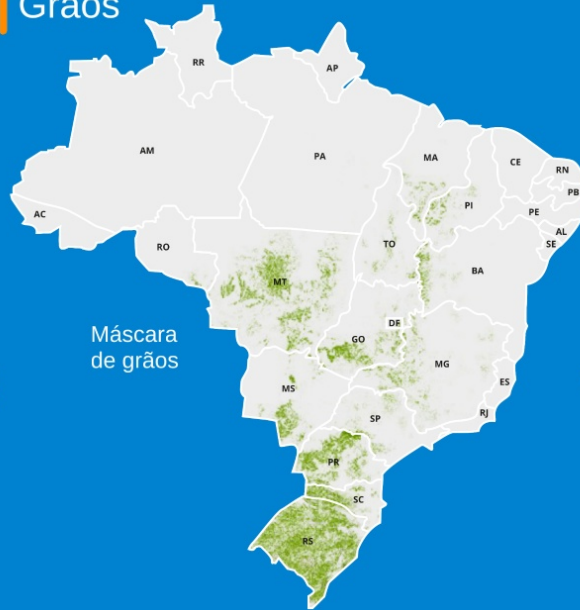 Grãos
RR
AP
AM
PA
MA
CE
RN
PB
PI
PE
AL
SE
AC
RO
TO
BA
MT
DF
GO
MG
ES
MS
SP
RJ
PR
SC
RS
Máscara
de grãos